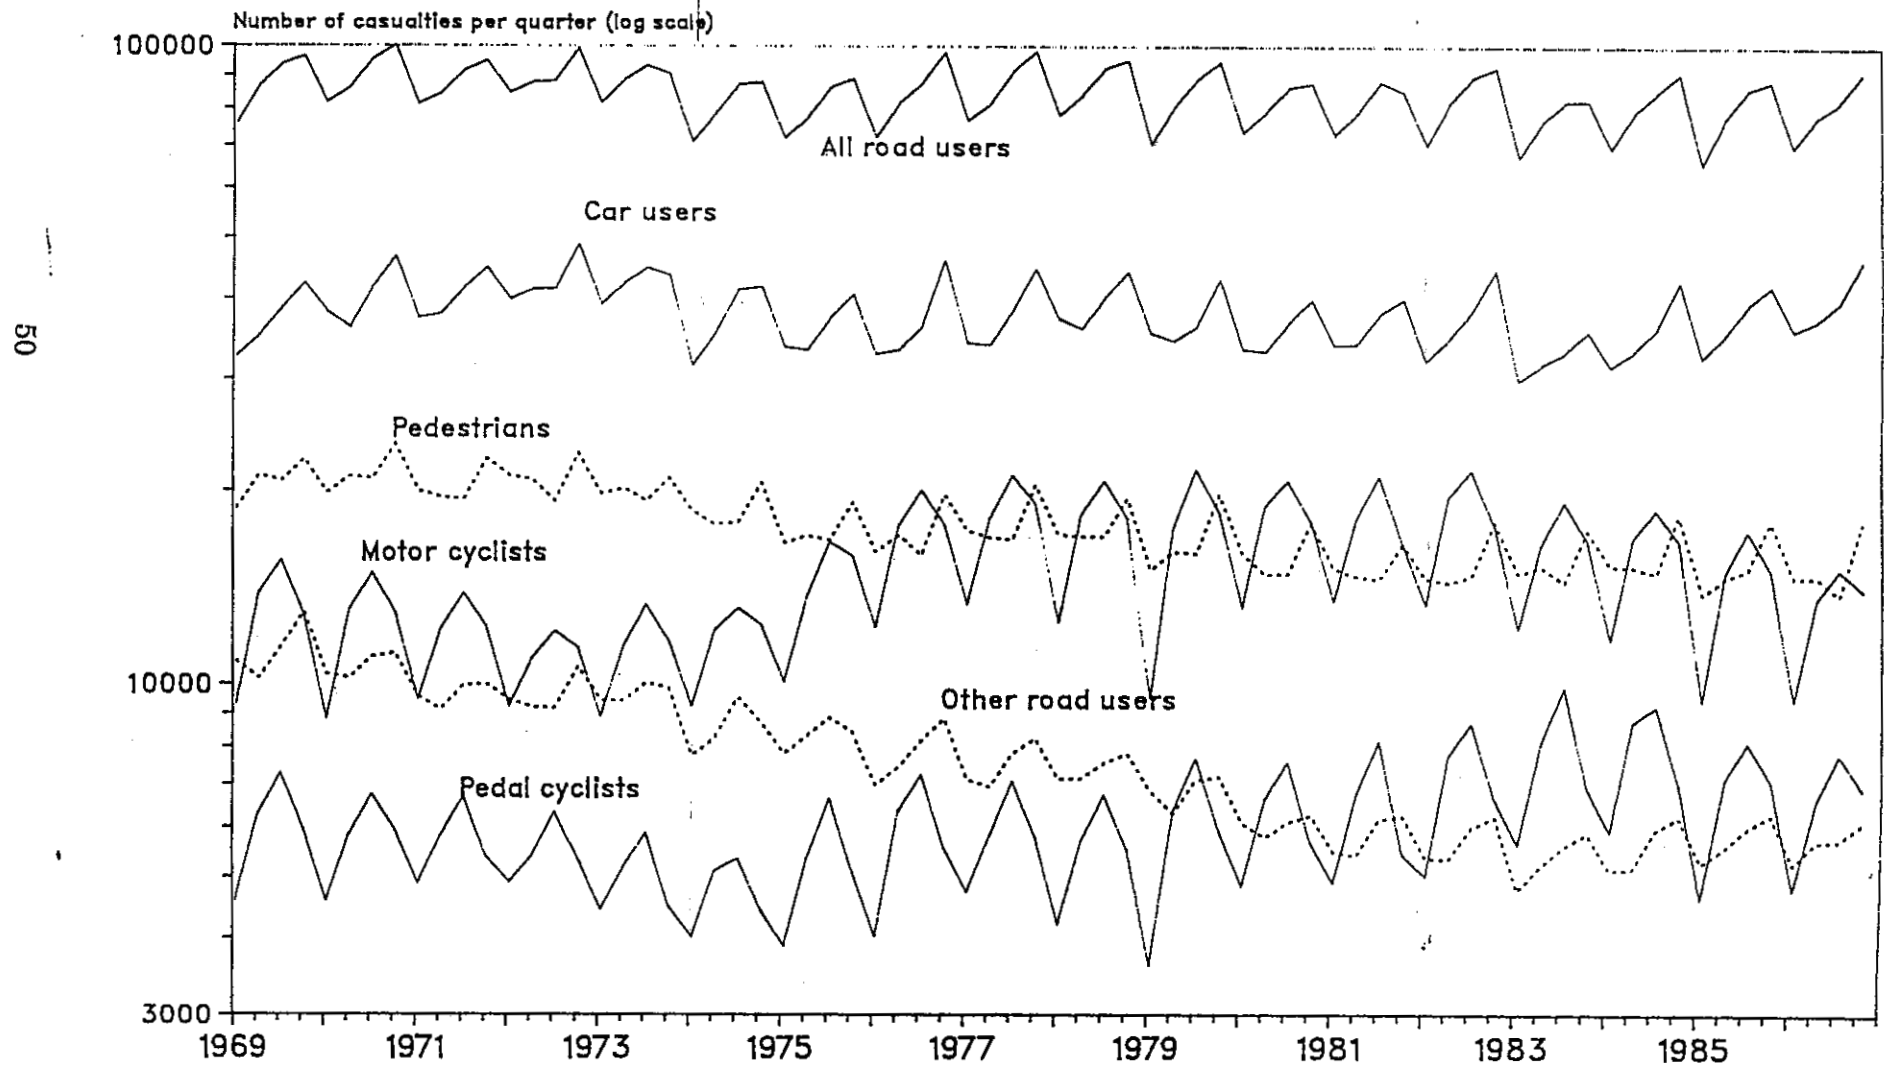 Number of casualties per quarter (log scale)
100000
All road users
Car users
50
Pedestrians
Motor cyclists
10000
Other road users
Pedal cyclists
3000
1969 1971 1973 1975 1977 1979 1981 1983 1985